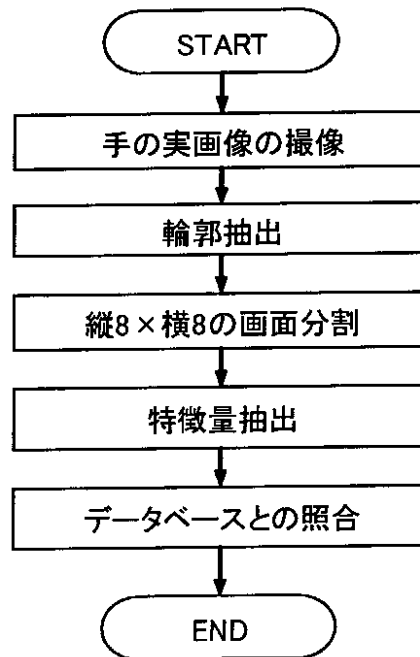 START
手の実画像の撮像
輪郭抽出
縦8×横8の画面分割
特徴量抽出
データベースとの照合
END